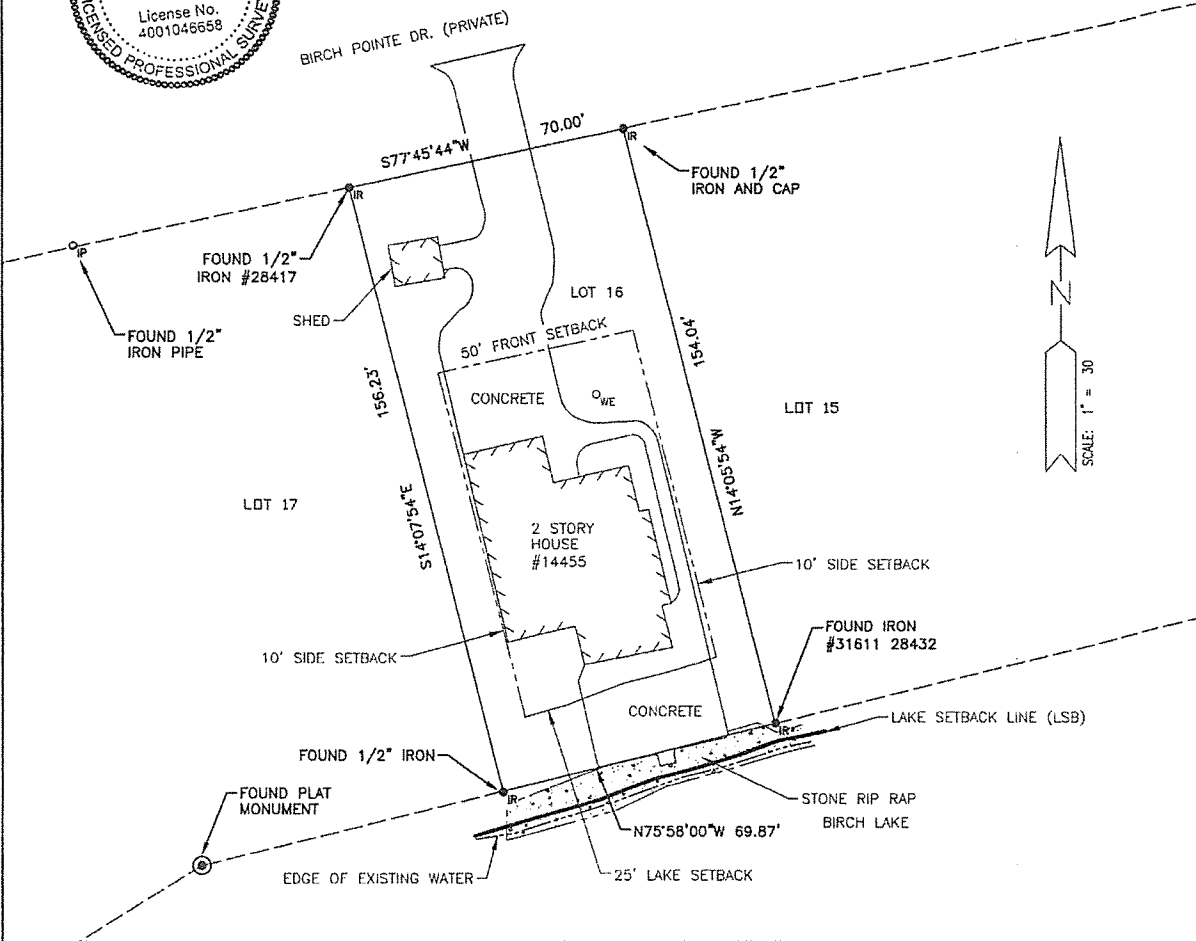 License No.
4001046658
LICENSED PROFESSIONAL SURVE
BIRCH POINTE DR. (PRIVATE)
S77°45'44"W
70.00'
IR
IR
IP
FOUND 1/2"
IRON AND CAP
FOUND 1/2"
IRON #28417
SHED
FOUND 1/2"
IRON PIPE
LOT 16
50' FRONT SETBACK
N
SCALE: 1" = 30
156.23'
154.04'
CONCRETE
WE
LOT 15
LOT 17
S14°07'54"E
N14°05'54"W
2 STORY
HOUSE
#14455
10' SIDE SETBACK
10' SIDE SETBACK
FOUND IRON
#31611 28432
CONCRETE
LAKE SETBACK LINE (LSB)
IR
FOUND 1/2" IRON
IR
FOUND PLAT
MONUMENT
STONE RIP RAP
BIRCH LAKE
N75°58'00"W 69.87'
25' LAKE SETBACK
EDGE OF EXISTING WATER